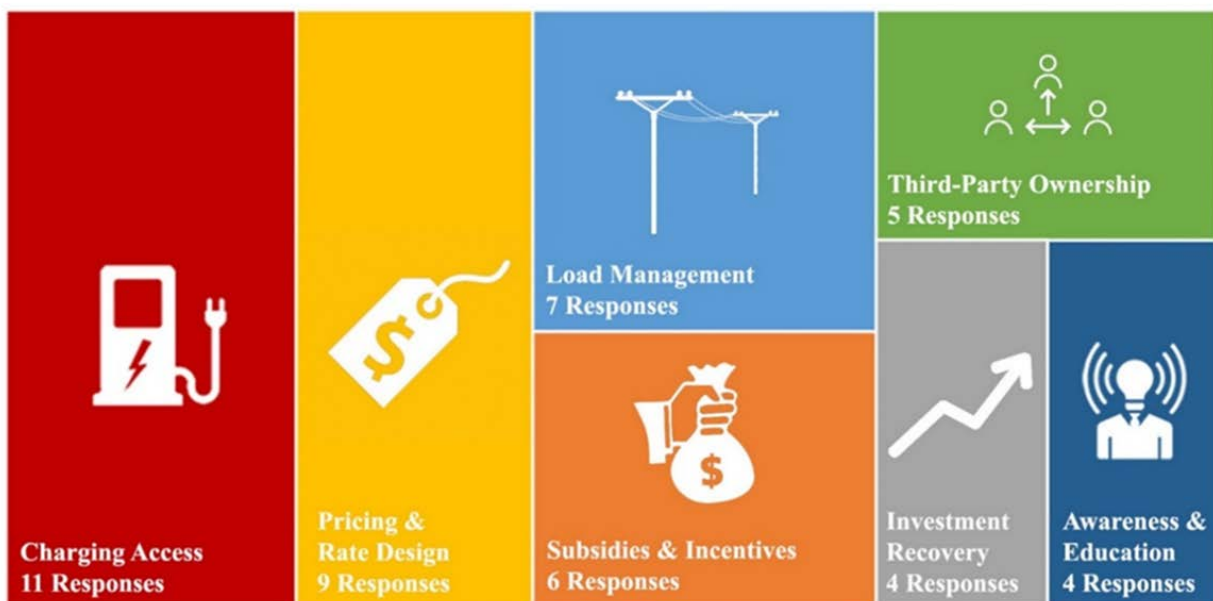 Charging Access
11 Responses
Pricing &
Rate Design
9 Responses
Load Management
7 Responses
Subsidies & Incentives
6 Responses
Third-Party Ownership
5 Responses
Investment
Recovery
4 Responses
Awareness &
Education
4 Responses